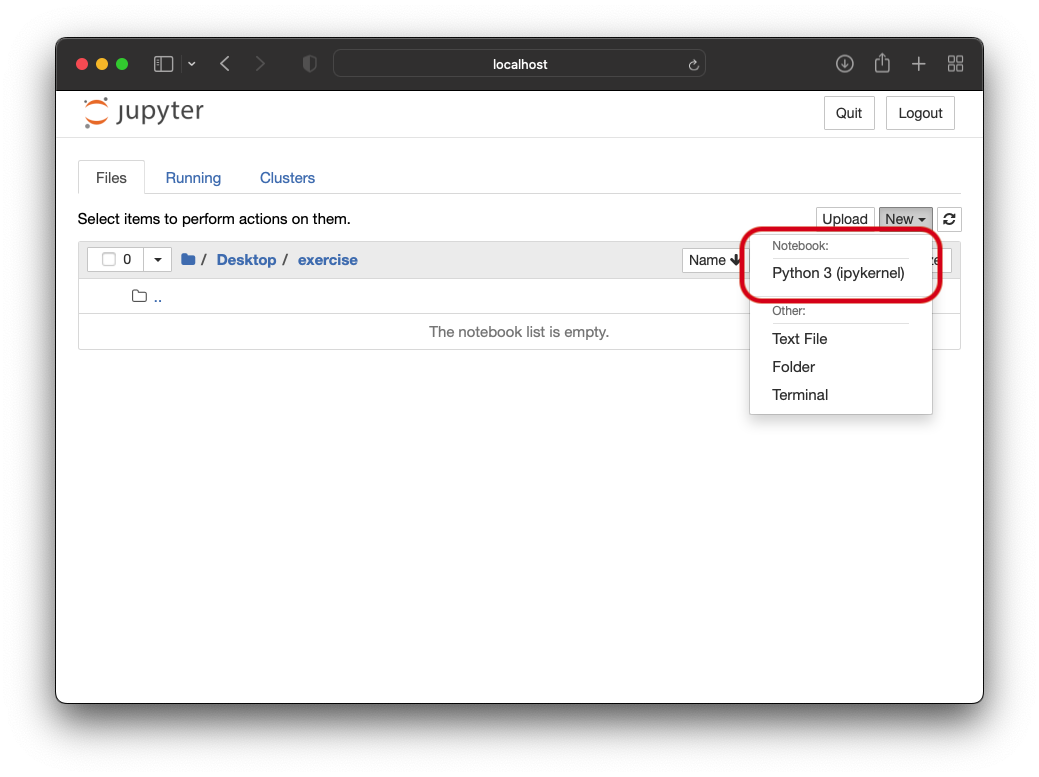 localhost
jupyter
Quit Logout
Files Running Clusters
Select items to perform actions on them.
Upload New
0 / Desktop / exercise
Name
Notebook:
Python 3 (ipykernel)
..
Other:
The notebook list is empty.
Text File
Folder
Terminal